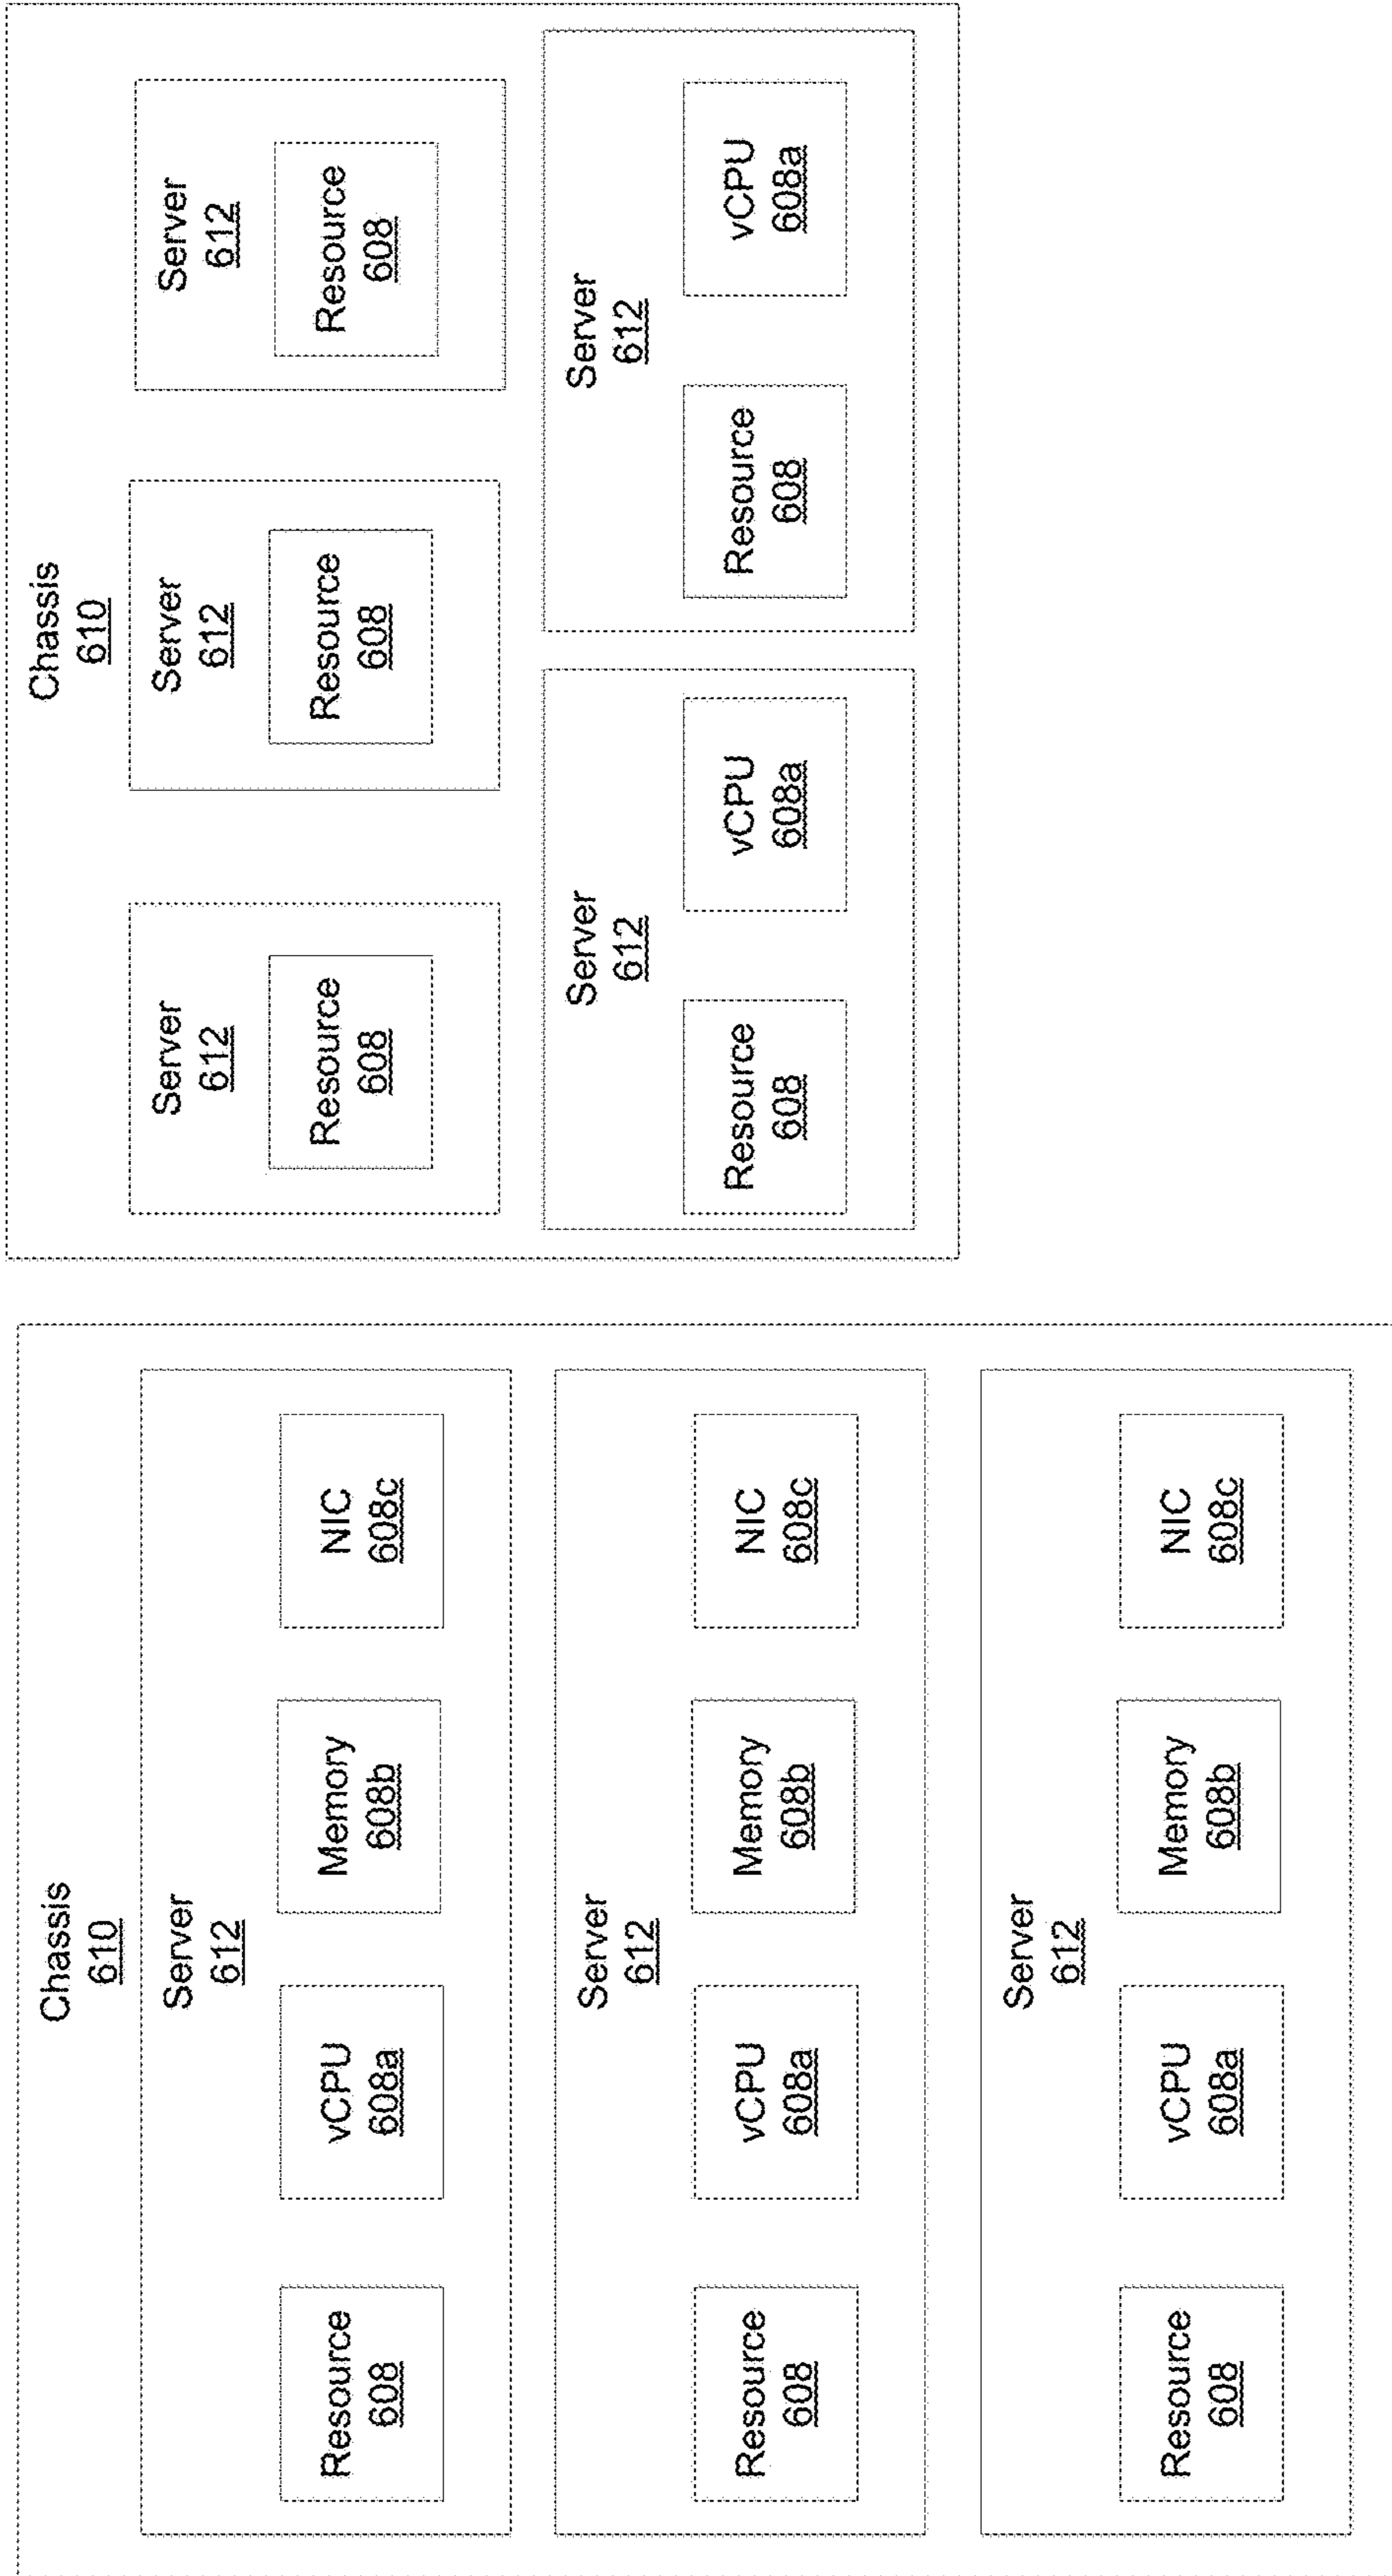 Chassis
610
Server
612
Resource
608
vCPU
608a
Memory
608b
NIC
608c
Server
612
Resource
608
vCPU
608a
Memory
608b
NIC
608c
Server
612
Resource
608
vCPU
608a
Memory
608b
NIC
608c
Chassis
610
Server
612
Resource
608
Server
612
Resource
608
Server
612
Resource
608
Server
612
Resource
608
vCPU
608a
Server
612
Resource
608
vCPU
608a